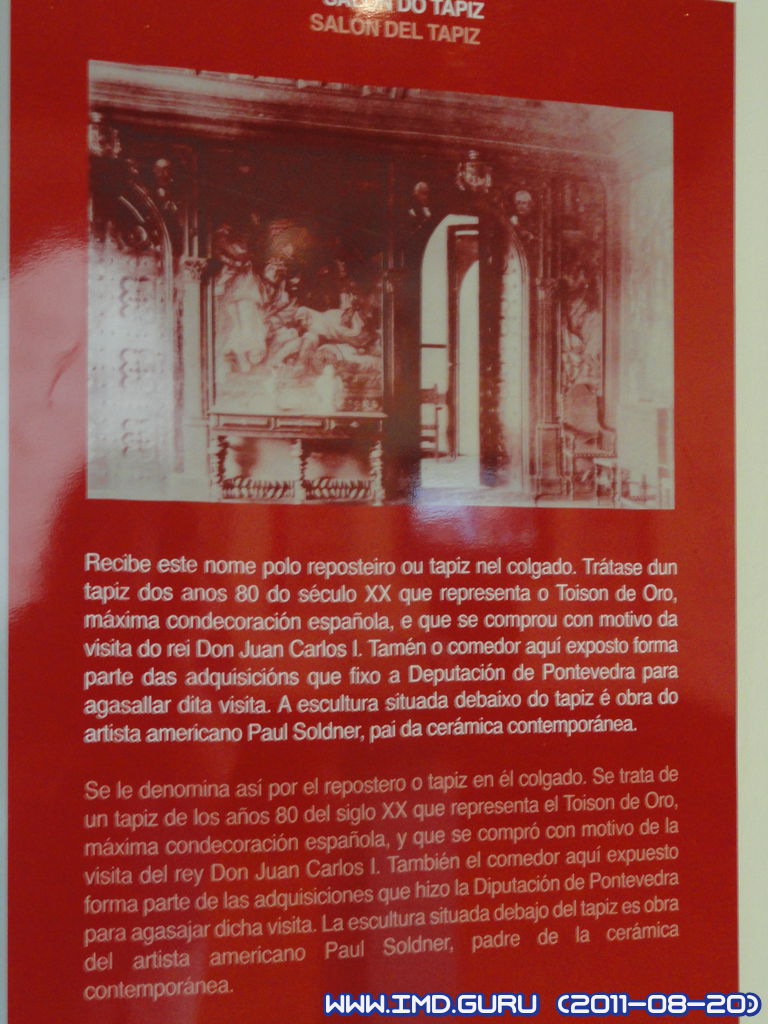 SALÓN DO TAPIZ
SALÓN DEL TAPIZ
Recibe este nome polo reposteiro ou tapiz nel colgado. Trátase dun
tapiz dos anos 80 do século XX que representa o Toison de Oro,
máxima condecoración española, e que se comprou con motivo da
visita do rei Don Juan Carlos I. Tamén o comedor aquí exposto forma
parte das adquisicións que fixo a Deputación de Pontevedra para
agasallar dita visita. A escultura situada debaixo do tapiz é obra do
artista americano Paul Soldner, pai da cerámica contemporánea.
Se le denomina así por el repostero o tapiz en él colgado. Se trata de
un tapiz de los años 80 del siglo XX que representa el Toison de Oro,
máxima condecoración española, y que se compró con motivo de la
visita del rey Don Juan Carlos I. También el comedor aquí expuesto
forma parte de las adquisiciones que hizo la Diputación de Pontevedra
para agasajar dicha visita. La escultura situada debajo del tapiz es obra
del artista americano Paul Soldner, padre de la cerámica
contemporánea.
WWW.IMD.GURU (2011-08-20)